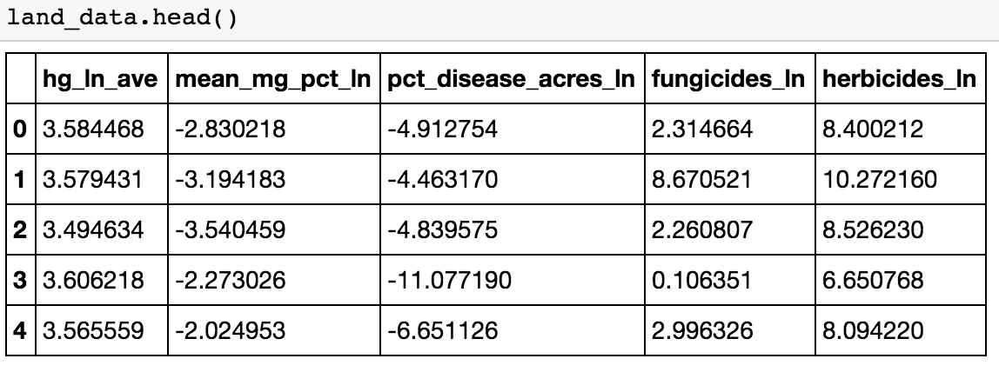 land_data.head()
hg_ln_ave mean_mg_pct_ln pct_disease_acres_ln fungicides_ln herbicides_ln
0 3.584468 -2.830218 -4.912754 2.314664 8.400212
1 3.579431 -3.194183 -4.463170 8.670521 10.272160
2 3.494634 -3.540459 -4.839575 2.260807 8.526230
3 3.606218 -2.273026 -11.077190 0.106351 6.650768
4 3.565559 -2.024953 -6.651126 2.996326 8.094220